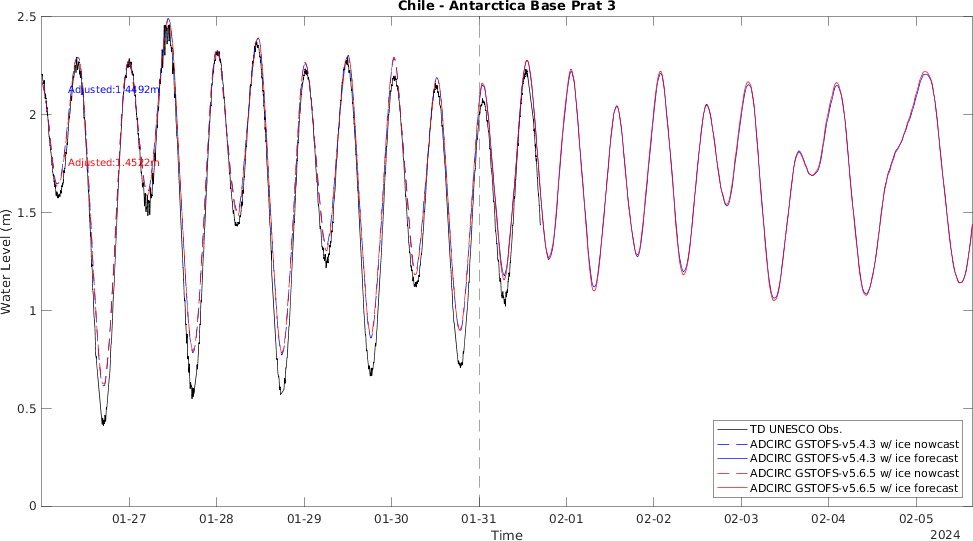 Chile - Antarctica Base Prat 3
2.5
2
1.5
1
0.5
0
Water Level (m)
Adjusted:1.4492m
Adjusted:1.4522m
TD UNESCO Obs.
ADCIRC GSTOFS-v5.4.3 w/ ice nowcast
ADCIRC GSTOFS-v5.4.3 w/ ice forecast
ADCIRC GSTOFS-v5.6.5 w/ ice nowcast
ADCIRC GSTOFS-v5.6.5 w/ ice forecast
01-27 01-28 01-29 01-30 01-31 02-01 02-02 02-03 02-04 02-05
Time
2024